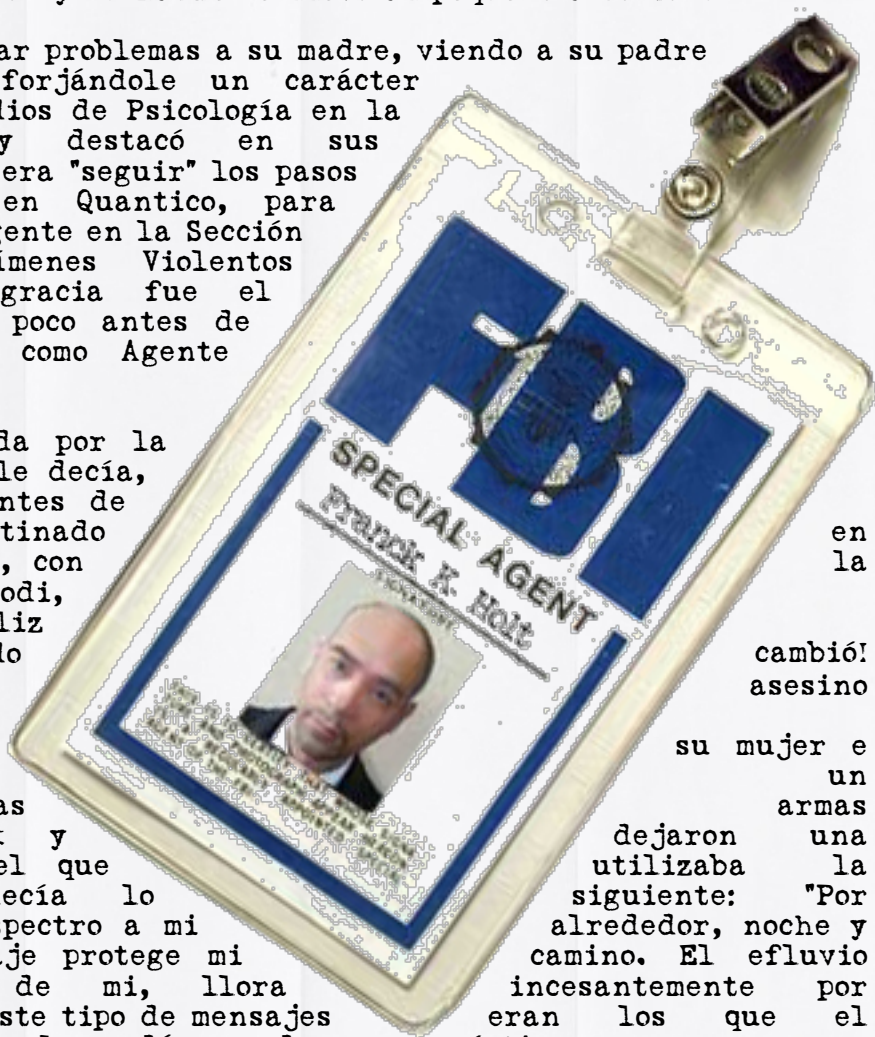 ar problemas a su madre, viendo a su padre
forjándole un carácter
dios de Psicología en la
y destacó en sus
era "seguir" los pasos
en Quantico, para
gente en la Sección
ímenes Violentos
gracia fue el
poco antes de
como Agente
da por la
le decía,
ntes de
tinado en
, con la
odi,
liz
do cambió!
asesino
su mujer e
un
as armas
y dejaron una
el que utilizaba la
ecía lo siguiente: "Por
spectro a mi alrededor, noche y
aje protege mi camino. El efluvio
de mi, llora incesantemente por
ste tipo de mensajes eran los que el
FBI
SPECIAL AGENT
Franck K. Holt